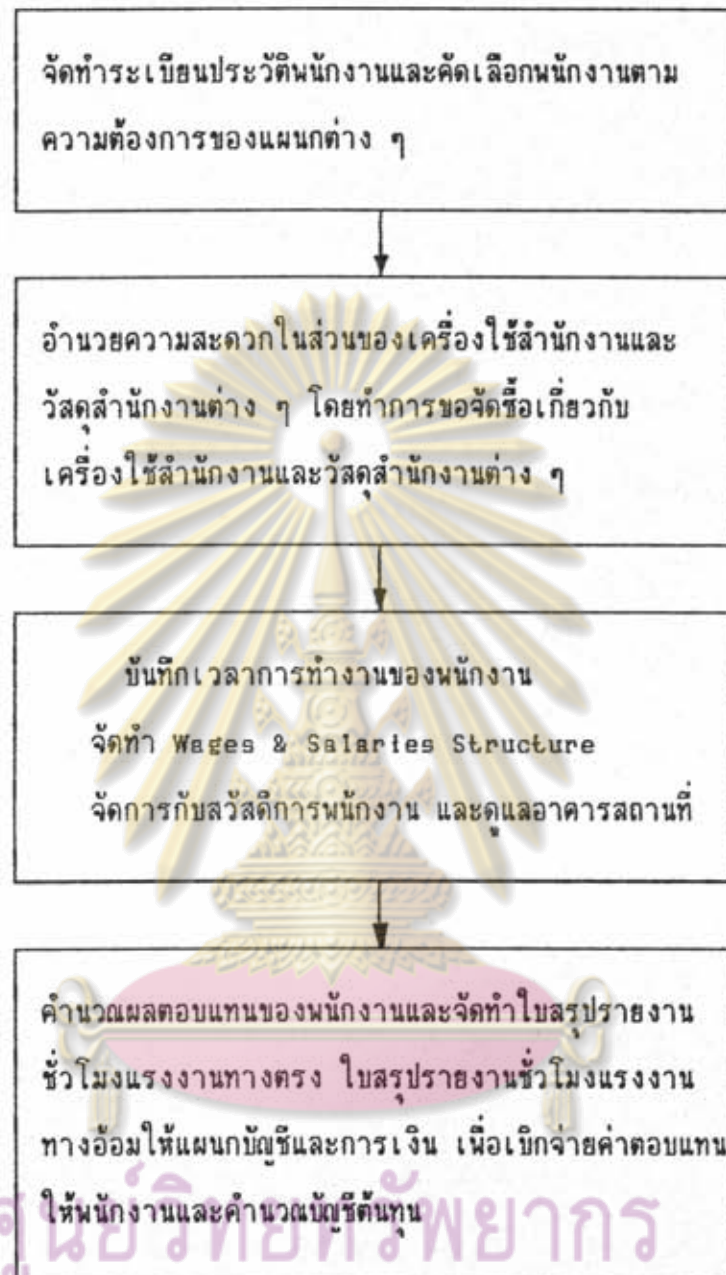 จัดทำระเบียนประวัติพนักงานและคัดเลือกพนักงานตาม
ความต้องการของแผนกต่าง ๆ
อำนวยความสะดวกในส่วนของเครื่องใช้สำนักงานและ
วัสดุสำนักงานต่าง ๆ โดยทำการขอจัดซื้อเกี่ยวกับ
เครื่องใช้สำนักงานและวัสดุสำนักงานต่าง ๆ
บันทึกเวลาการทำงานของพนักงาน
จัดทำ Wages & Salaries Structure
จัดการกับสวัสดิการพนักงาน และดูแลอาคารสถานที่
คำนวณผลตอบแทนของพนักงานและจัดทำใบสรุปรายงาน
ชั่วโมงแรงงานทางตรง ใบสรุปรายงานชั่วโมงแรงงาน
ทางอ้อมให้แผนกบัญชีและการเงิน เพื่อเบิกจ่ายค่าตอบแทน
ให้พนักงานและคำนวณบัญชีต้นทุน
ศูนย์วิทยทรัพยากร